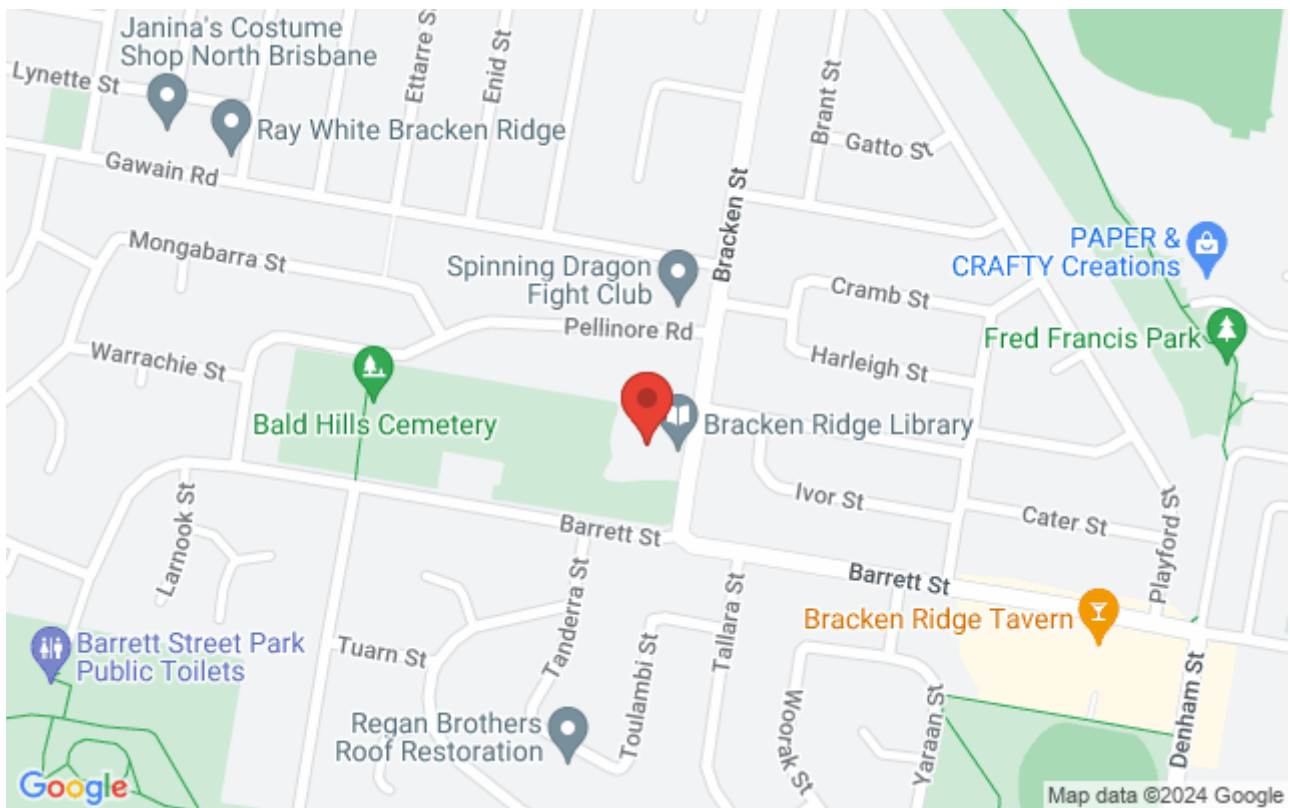 Janina's Costume
Shop North Brisbane
Lynette St
Ettarre St
Enid St
Ray White Bracken Ridge
Gawain Rd
Brant St
Gatto St
Bracken St
Mongabarra St
Spinning Dragon
Fight Club
PAPER &
CRAFTY Creations
Cramb St
Pellinore Rd
Fred Francis Park
Warrachie St
Harleigh St
Bald Hills Cemetery
Bracken Ridge Library
Ivor St
Cater St
Playford St
Larnook St
Barrett St
Barrett St
Bracken Ridge Tavern
Barrett Street Park
Public Toilets
Tuarn St
Tanderra St
Toulambi St
Tallara St
Woorak St
Yaraan St
Denham St
Regan Brothers
Roof Restoration
Google
Map data ©2024 Google